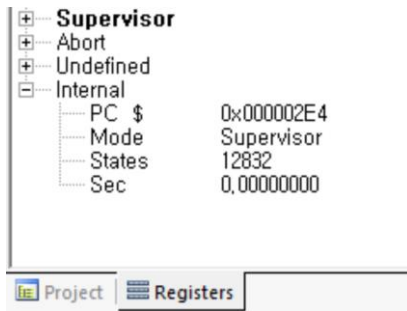 Supervisor
Abort
Undefined
Internal
PC $ 0x000002E4
Mode Supervisor
States 12832
Sec 0,00000000
Project Registers